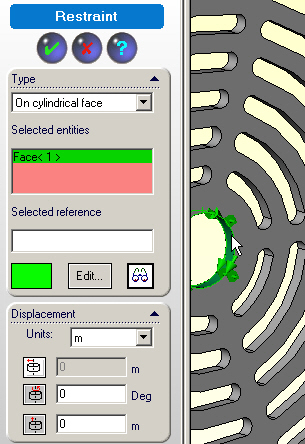 Restraint
?
Type
On cylindrical face
Selected entities
Face< 1 >
Selected reference
Edit...
Displacement
Units: m
0 m
0 Deg
0 m